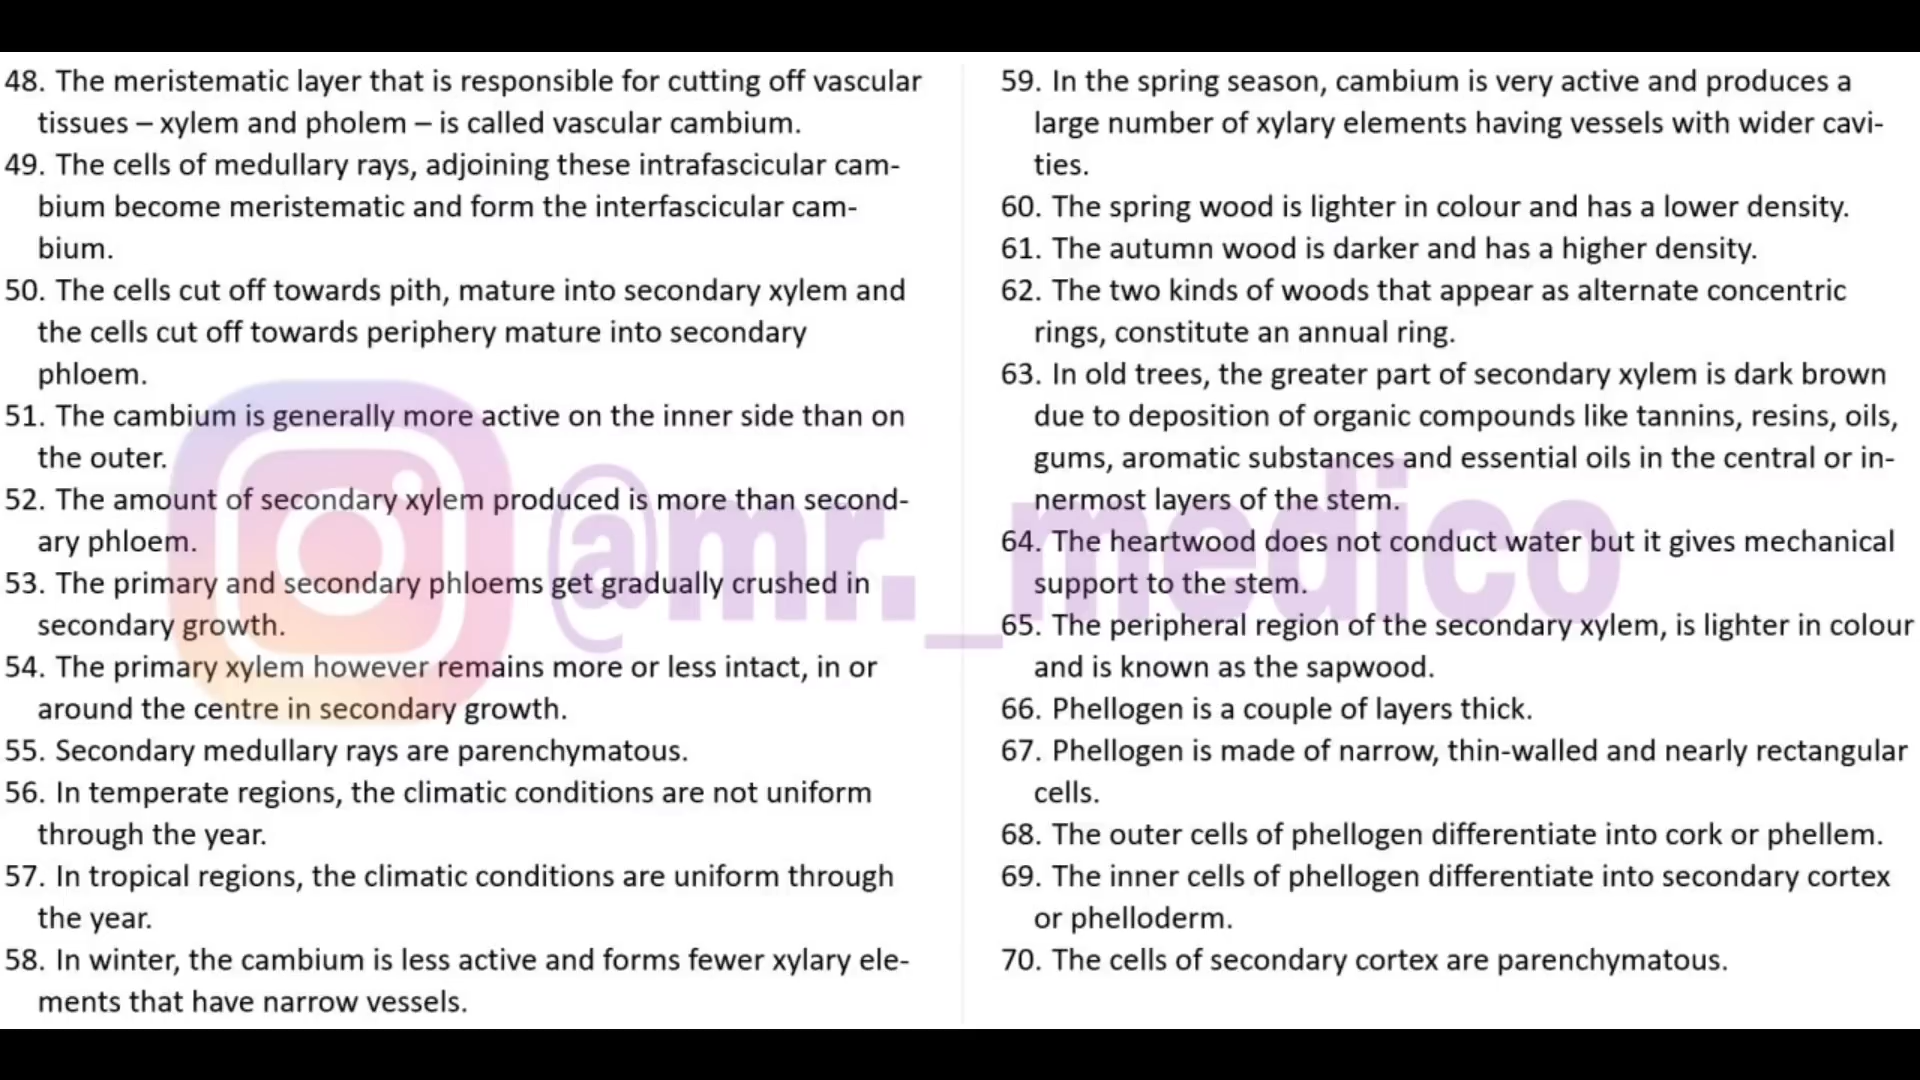 48. The meristematic layer that is responsible for cutting off vascular
tissues – xylem and pholem – is called vascular cambium.
49. The cells of medullary rays, adjoining these intrafascicular cam-
bium become meristematic and form the interfascicular cam-
bium.
50. The cells cut off towards pith, mature into secondary xylem and
the cells cut off towards periphery mature into secondary
phloem.
51. The cambium is generally more active on the inner side than on
the outer.
52. The amount of secondary xylem produced is more than second-
ary phloem.
53. The primary and secondary phloems get gradually crushed in
secondary growth.
54. The primary xylem however remains more or less intact, in or
around the centre in secondary growth.
55. Secondary medullary rays are parenchymatous.
56. In temperate regions, the climatic conditions are not uniform
through the year.
57. In tropical regions, the climatic conditions are uniform through
the year.
58. In winter, the cambium is less active and forms fewer xylary ele-
ments that have narrow vessels.
59. In the spring season, cambium is very active and produces a
large number of xylary elements having vessels with wider cavi-
ties.
60. The spring wood is lighter in colour and has a lower density.
61. The autumn wood is darker and has a higher density.
62. The two kinds of woods that appear as alternate concentric
rings, constitute an annual ring.
63. In old trees, the greater part of secondary xylem is dark brown
due to deposition of organic compounds like tannins, resins, oils,
gums, aromatic substances and essential oils in the central or in-
nermost layers of the stem.
64. The heartwood does not conduct water but it gives mechanical
support to the stem.
65. The peripheral region of the secondary xylem, is lighter in colour
and is known as the sapwood.
66. Phellogen is a couple of layers thick.
67. Phellogen is made of narrow, thin-walled and nearly rectangular
cells.
68. The outer cells of phellogen differentiate into cork or phellem.
69. The inner cells of phellogen differentiate into secondary cortex
or phelloderm.
70. The cells of secondary cortex are parenchymatous.
@mr._medico